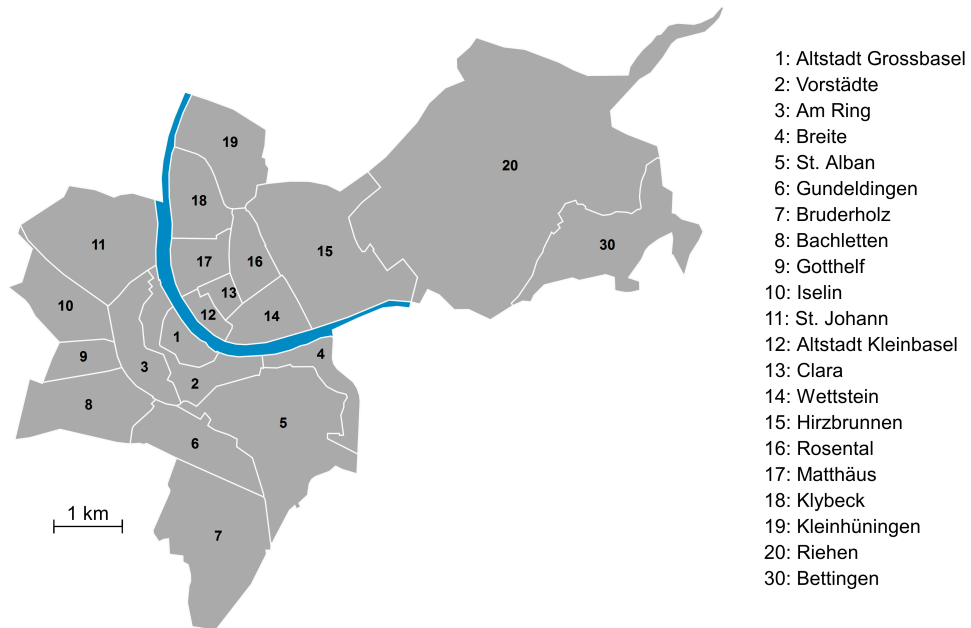 19
20
18
11
30
15
17
16
13
10
12
14
1
9
4
3
2
8
5
6
7
1 km
1: Altstadt Grossbasel
2: Vorstädte
3: Am Ring
4: Breite
5: St. Alban
6: Gundeldingen
7: Bruderholz
8: Bachletten
9: Gotthelf
10: Iselin
11: St. Johann
12: Altstadt Kleinbasel
13: Clara
14: Wettstein
15: Hirzbrunnen
16: Rosental
17: Matthäus
18: Klybeck
19: Kleinhüningen
20: Riehen
30: Bettingen